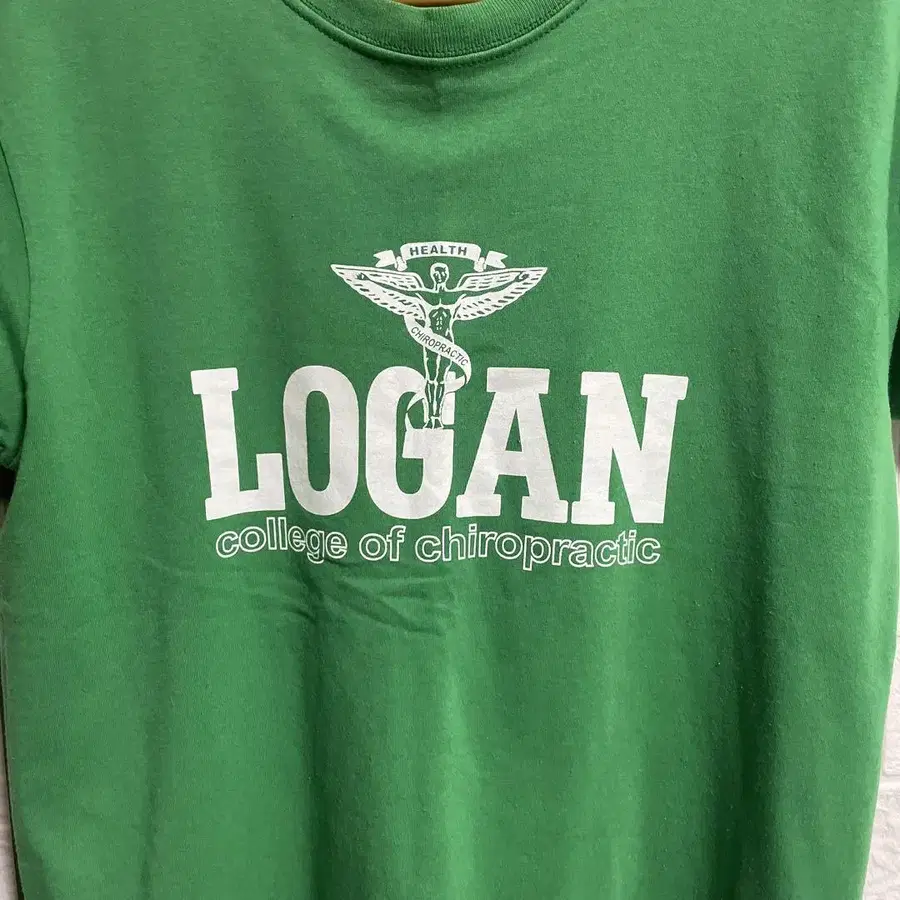 HEALTH
CHIROPRACTIC
LOGAN
college of chiropractic